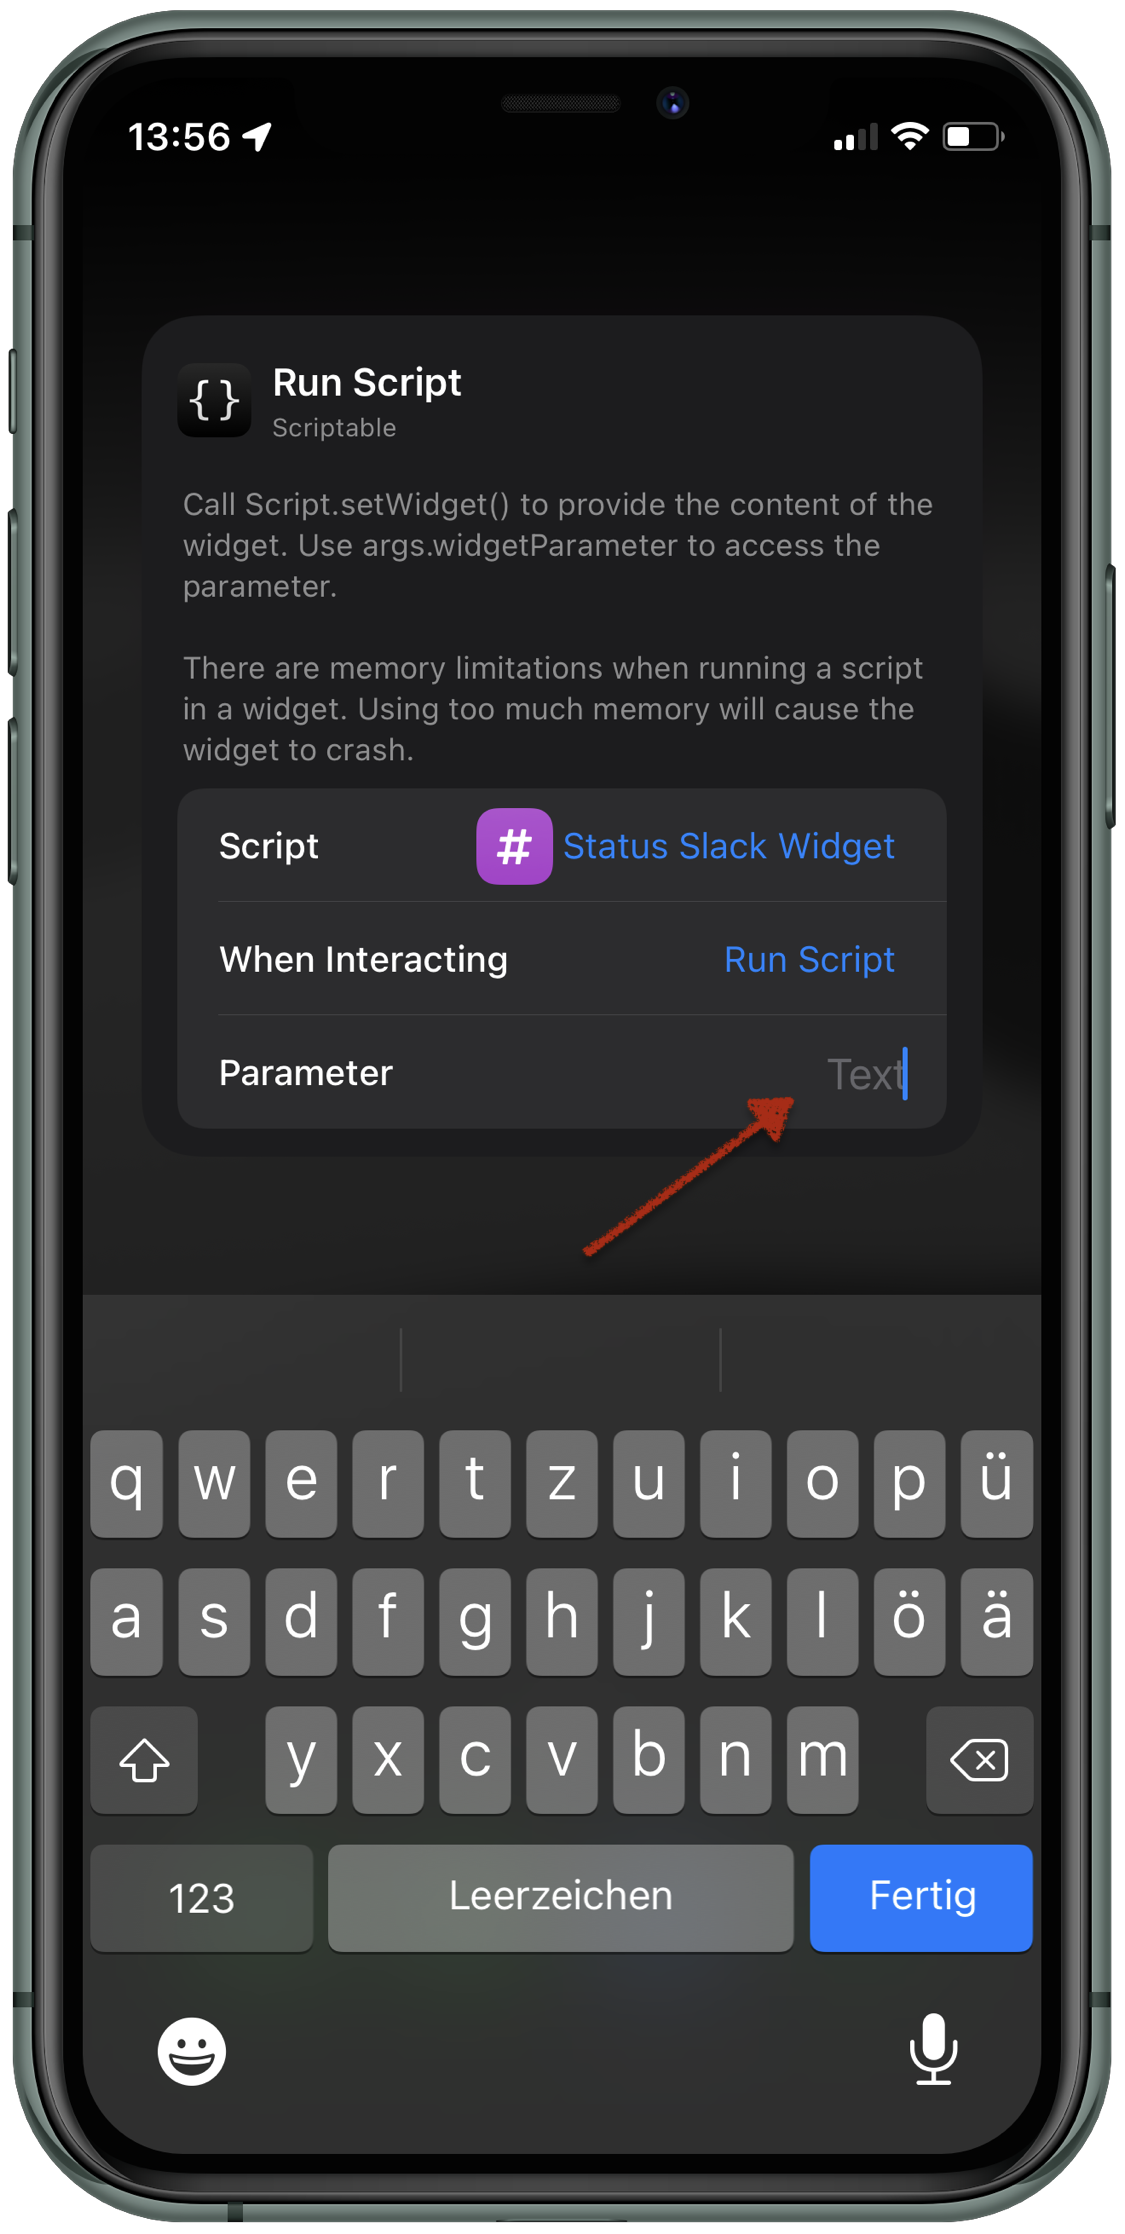 13:56
{}
Run Script
Scriptable
Call Script.setWidget() to provide the content of the
widget. Use args.widgetParameter to access the
parameter.
There are memory limitations when running a script
in a widget. Using too much memory will cause the
widget to crash.
Script # Status Slack Widget
When Interacting Run Script
Parameter Text
q w e r t z u i o p ü
a s d f g h j k l ö ä
y x c v b n m
123 Leerzeichen Fertig